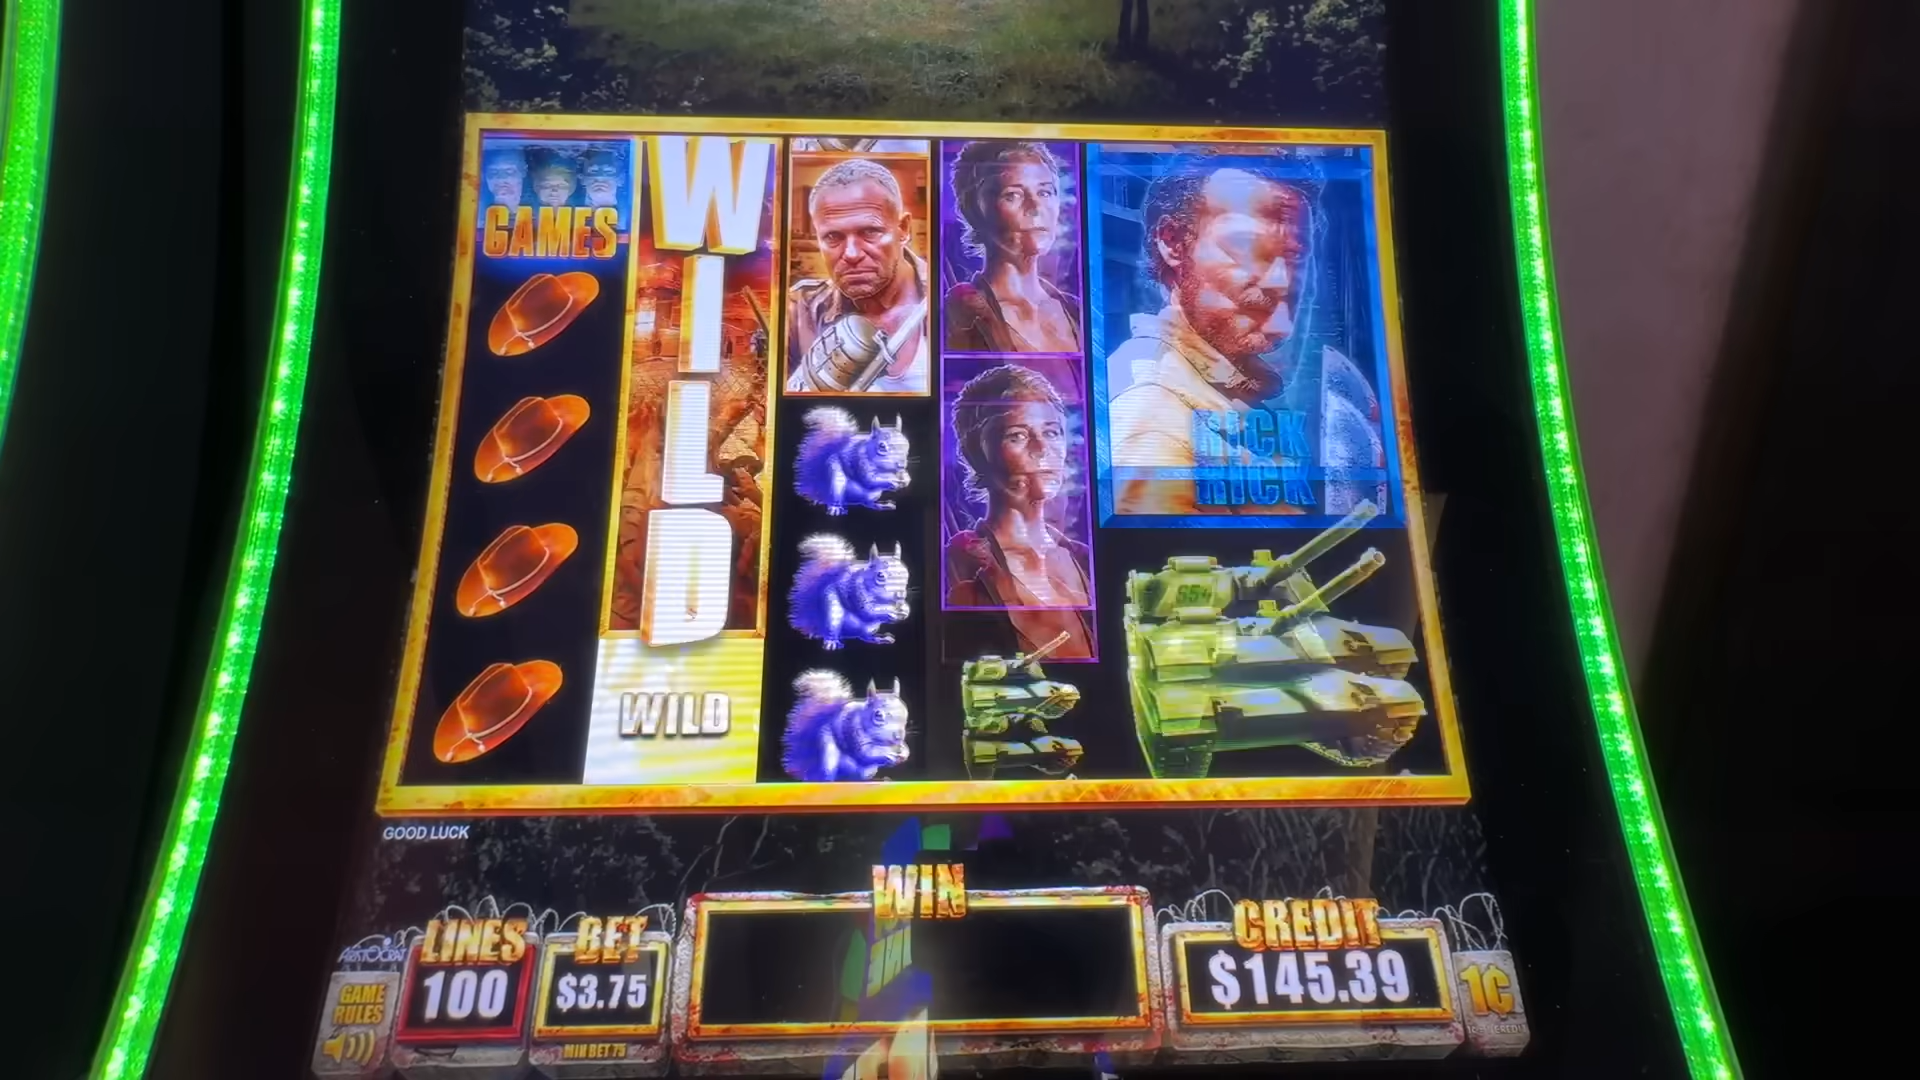 GAMES
WILD
RICK
RICK
WILD
GOOD LUCK
WIN
ARISTOCRAT
LINES
BET
CREDIT
100
$3.75
$145.39
1¢
GAME
RULES
MIN BET 75